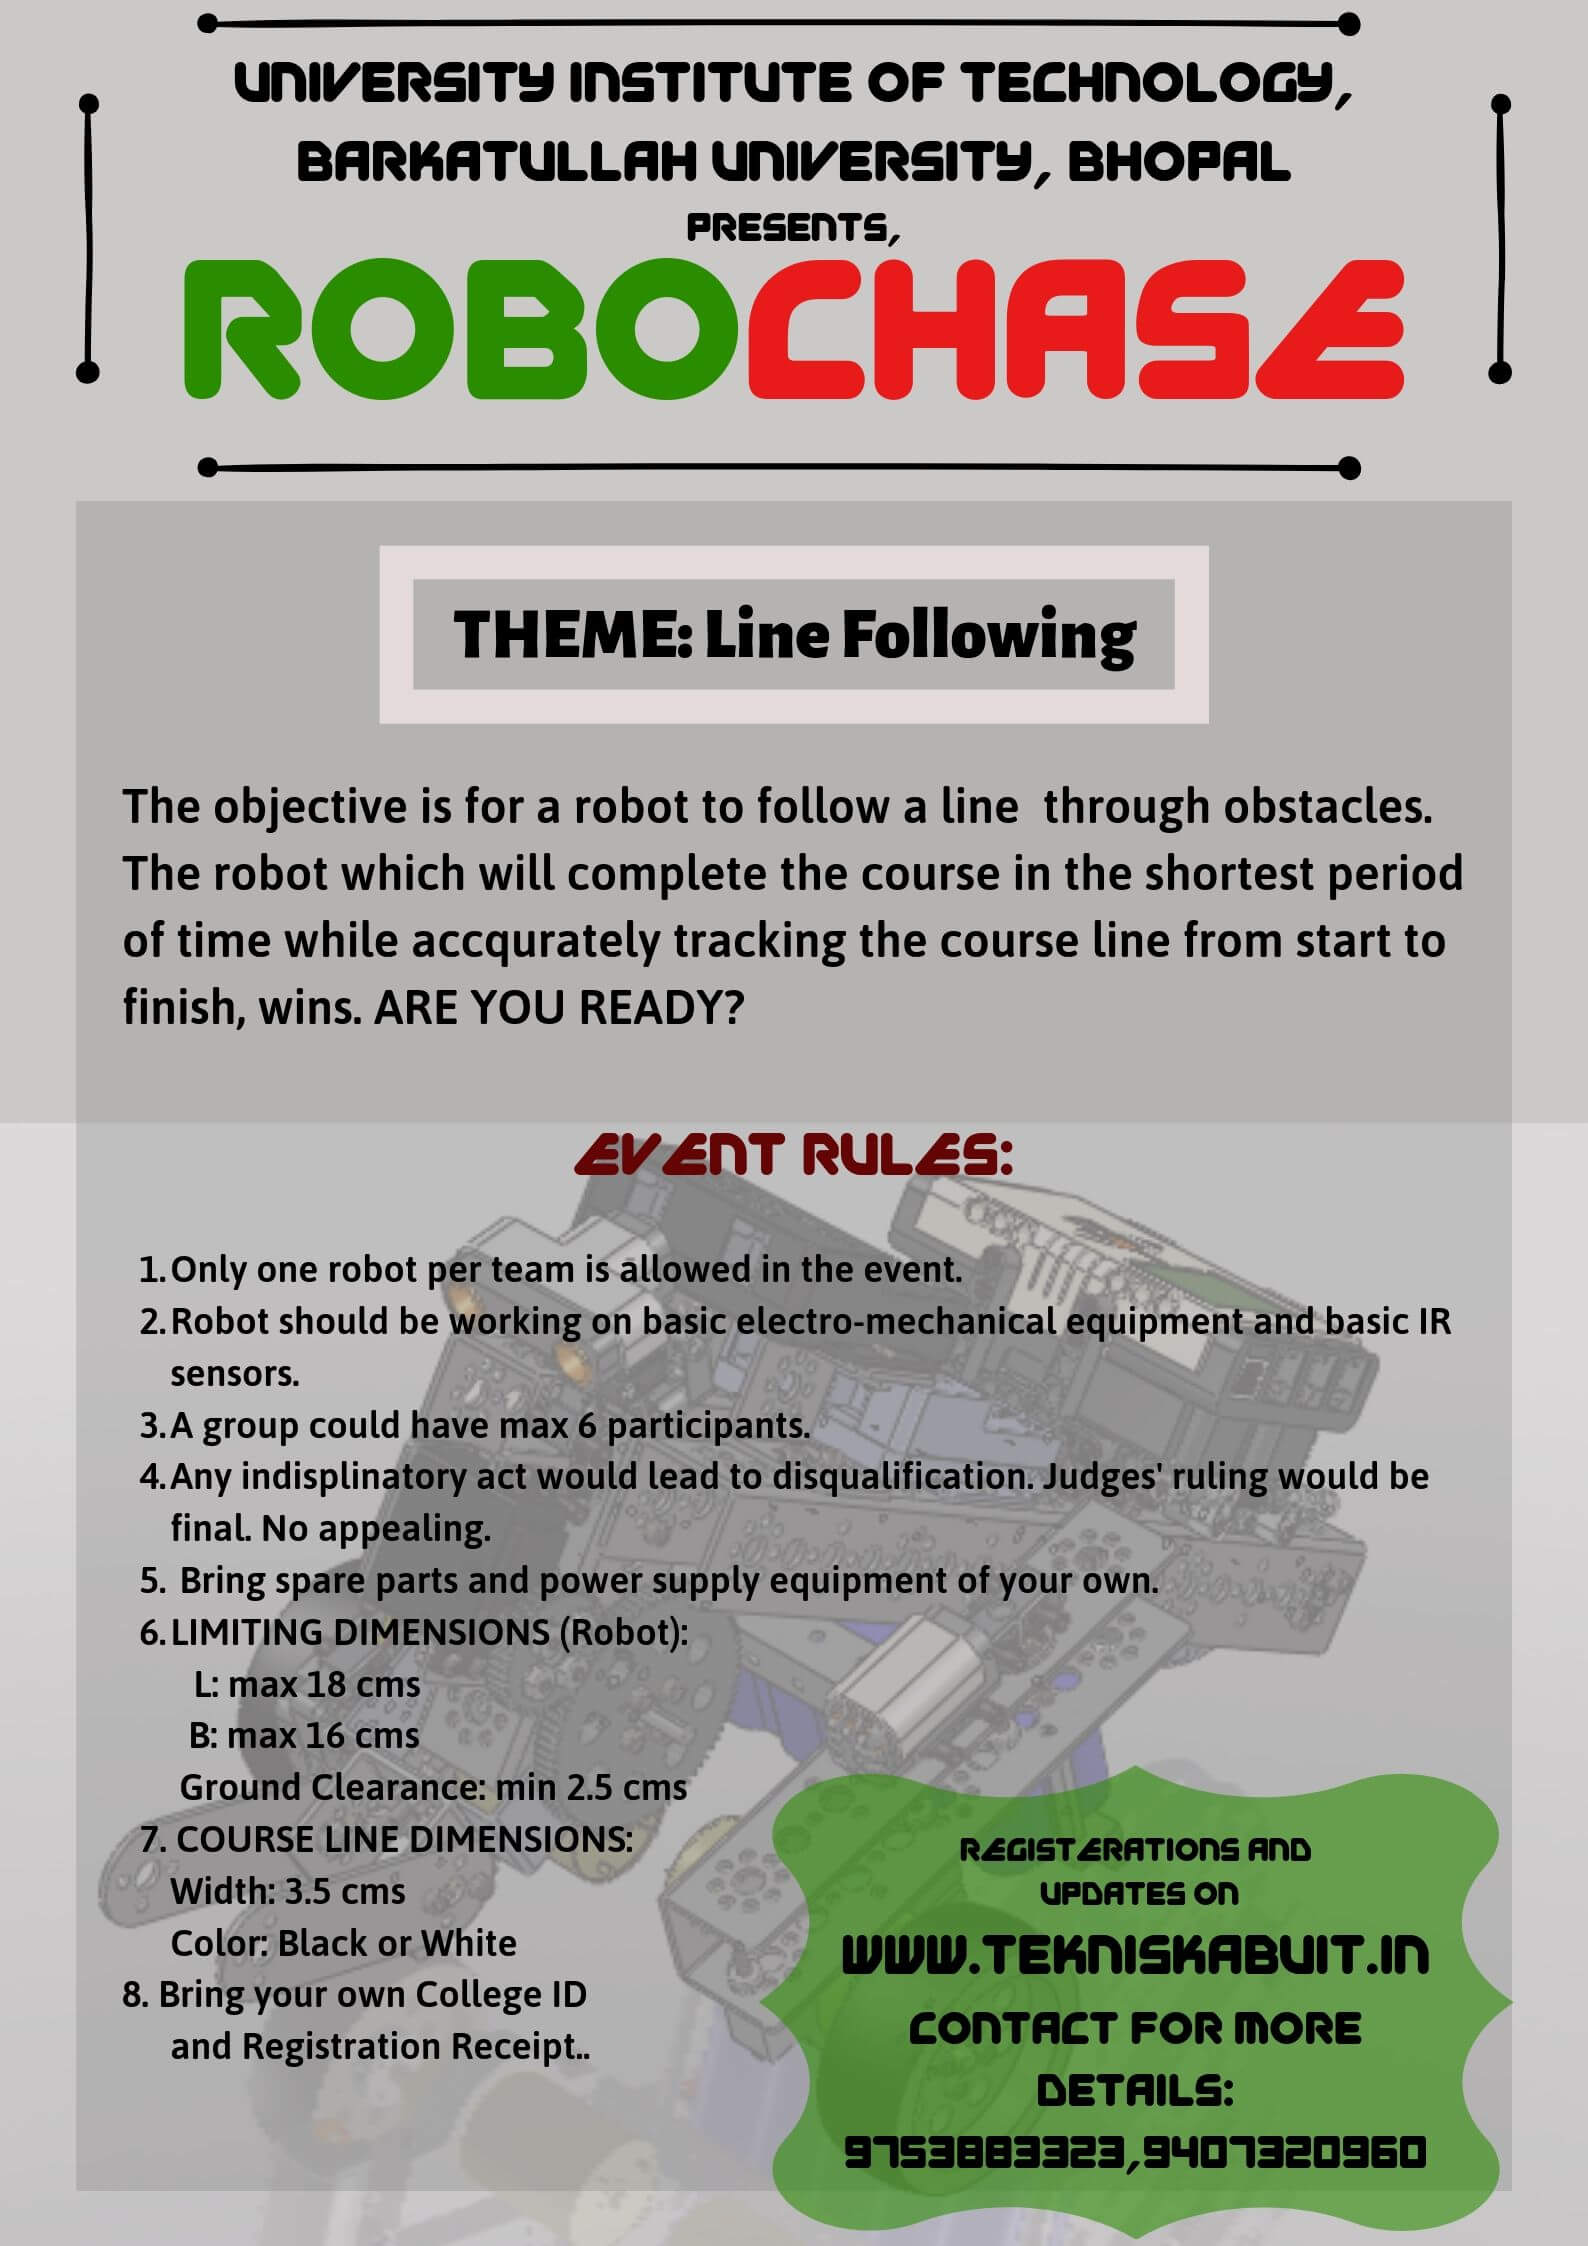 UNIVERSITY INSTITUTE OF TECHNOLOGY,
BARKATULLAH UNIVERSITY, BHOPAL
PRESENTS,
ROBOCHASE
THEME: Line Following
The objective is for a robot to follow a line through obstacles.
The robot which will complete the course in the shortest period
of time while accqurately tracking the course line from start to
finish, wins. ARE YOU READY?
EVENT RULES:
1. Only one robot per team is allowed in the event.
2. Robot should be working on basic electro-mechanical equipment and basic IR
sensors.
3. A group could have max 6 participants.
4. Any indisplinatory act would lead to disqualification. Judges' ruling would be
final. No appealing.
5. Bring spare parts and power supply equipment of your own.
6. LIMITING DIMENSIONS (Robot):
L: max 18 cms
B: max 16 cms
Ground Clearance: min 2.5 cms
7. COURSE LINE DIMENSIONS:
Width: 3.5 cms
Color: Black or White
8. Bring your own College ID
and Registration Receipt..
REGISTERATIONS AND
UPDATES ON
WWW.TEKNISKABUIT.IN
CONTACT FOR MORE
DETAILS:
9753883323,9407320960